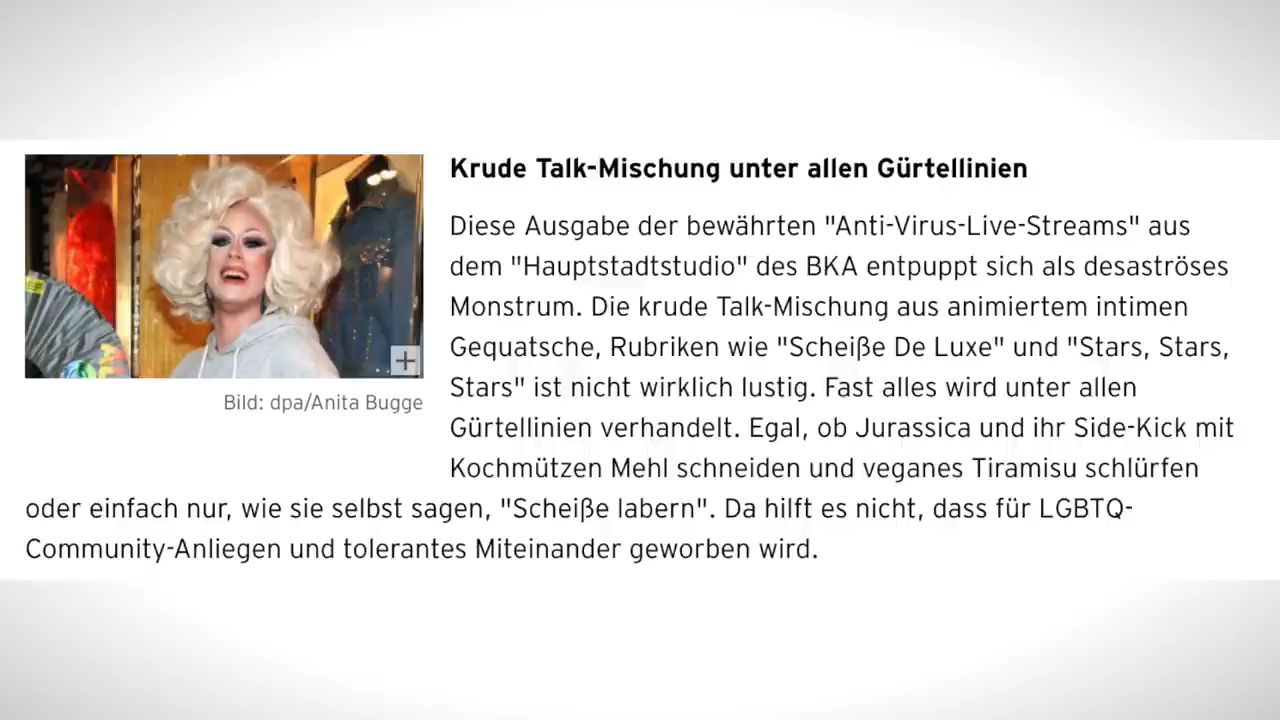 Krude Talk-Mischung unter allen Gürtellinien
Diese Ausgabe der bewährten "Anti-Virus-Live-Streams" aus
dem "Hauptstadtstudio" des BKA entpuppt sich als desaströses
Monstrum. Die krude Talk-Mischung aus animiertem intimen
Gequatsche, Rubriken wie "Scheiße De Luxe" und "Stars, Stars,
Stars" ist nicht wirklich lustig. Fast alles wird unter allen
Gürtellinien verhandelt. Egal, ob Jurassica und ihr Side-Kick mit
Kochmützen Mehl schneiden und veganes Tiramisu schlürfen
oder einfach nur, wie sie selbst sagen, "Scheiße labern". Da hilft es nicht, dass für LGBTQ-
Community-Anliegen und tolerantes Miteinander geworben wird.
Bild: dpa/Anita Bugge